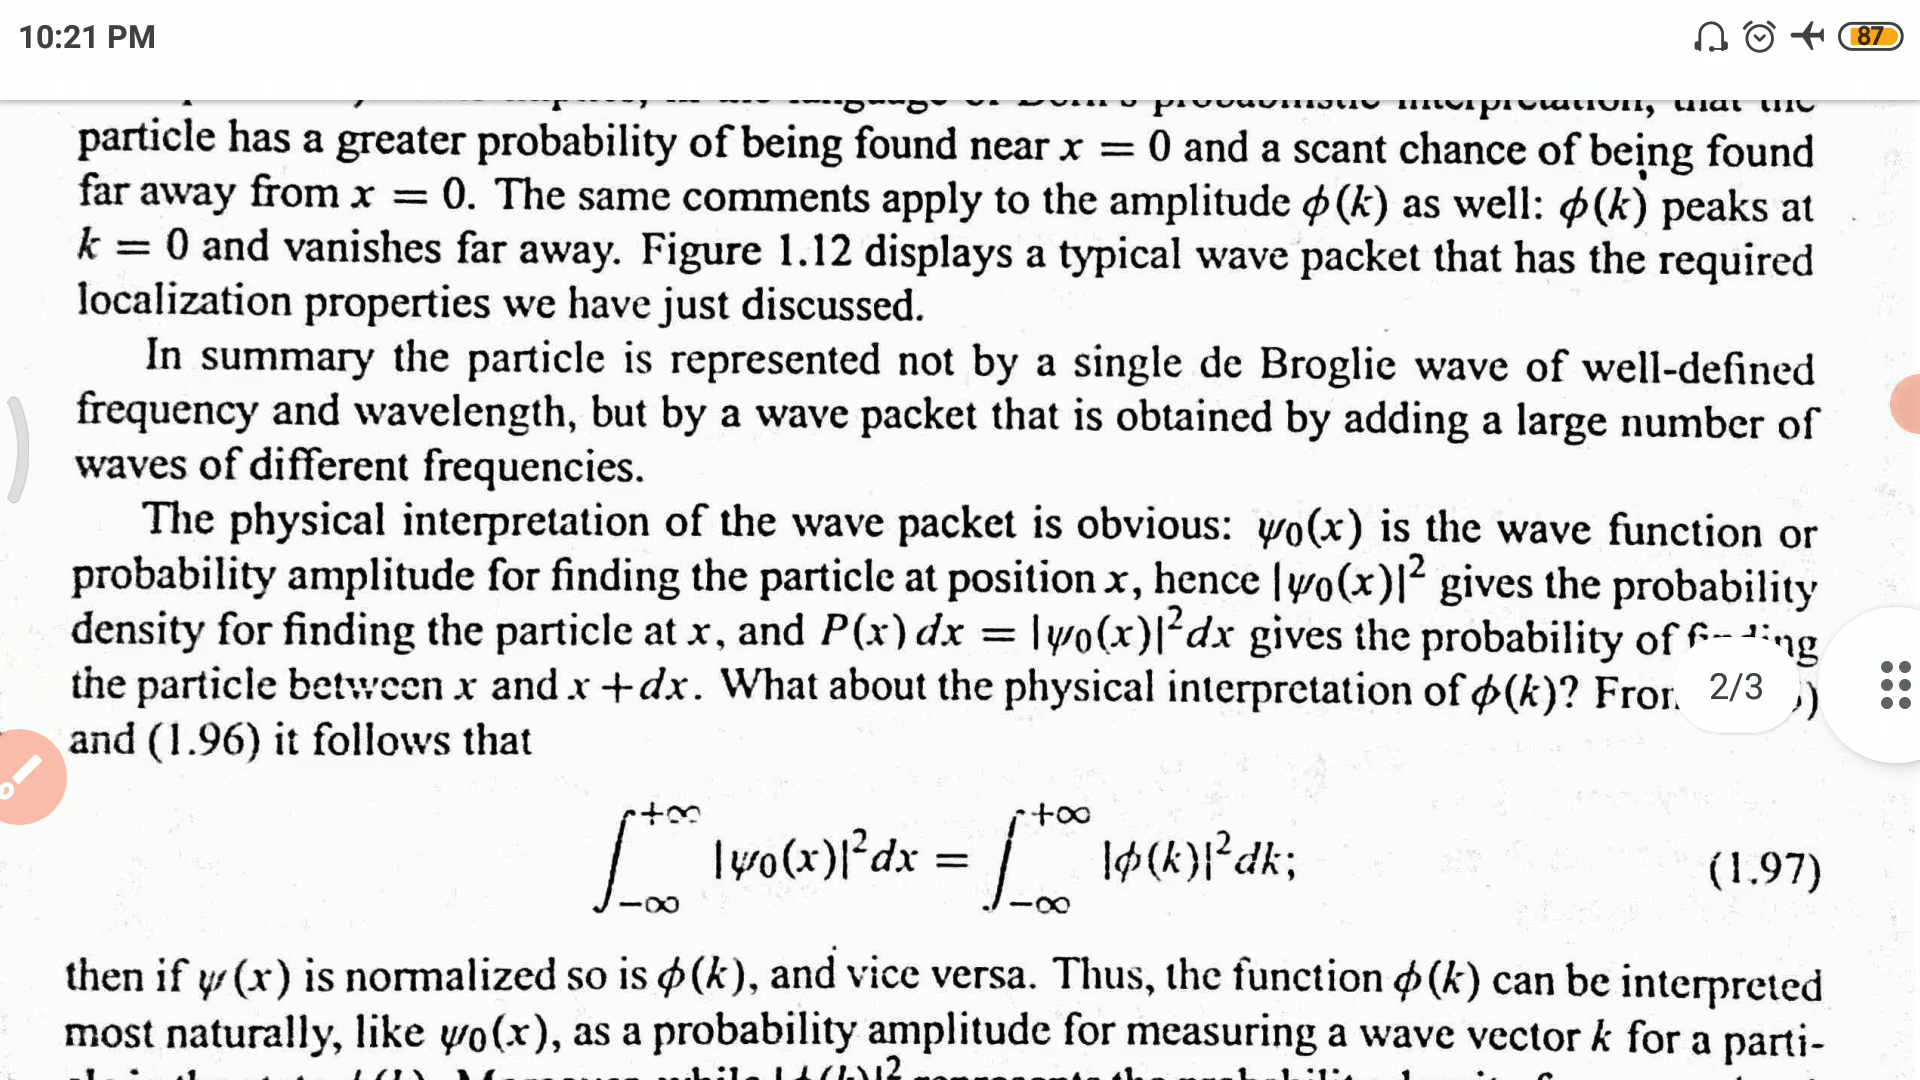 10:21 PM
87
particle has a greater probability of being found near x = 0 and a scant chance of being found
far away from x = 0. The same comments apply to the amplitude ϕ(k) as well: ϕ(k) peaks at
k = 0 and vanishes far away. Figure 1.12 displays a typical wave packet that has the required
localization properties we have just discussed.
In summary the particle is represented not by a single de Broglie wave of well-defined
frequency and wavelength, but by a wave packet that is obtained by adding a large number of
waves of different frequencies.
The physical interpretation of the wave packet is obvious: ψ₀(x) is the wave function or
probability amplitude for finding the particle at position x, hence |ψ₀(x)|² gives the probability
density for finding the particle at x, and P(x) dx = |ψ₀(x)|²dx gives the probability of finding
the particle between x and x +dx. What about the physical interpretation of ϕ(k)?
2/3
and (1.96) it follows that
∫₋∞⁺∞ |ψ₀(x)|²dx = ∫₋∞⁺∞ |ϕ(k)|²dk; (1.97)
then if ψ(x) is normalized so is ϕ(k), and vice versa. Thus, the function ϕ(k) can be interpreted
most naturally, like ψ₀(x), as a probability amplitude for measuring a wave vector k for a parti-